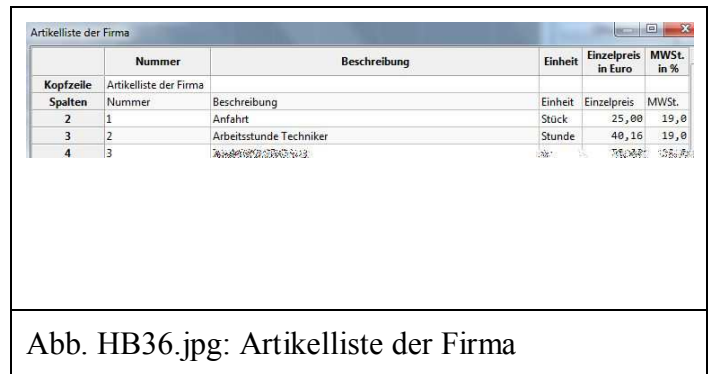 Artikelliste der Firma
Nummer Beschreibung Einheit Einzelpreis in Euro MWSt. in %
Kopfzeile Artikelliste der Firma
Spalten Nummer Beschreibung Einheit Einzelpreis MWSt.
2 1 Anfahrt Stück 25,00 19,0
3 2 Arbeitsstunde Techniker Stunde 40,16 19,0
4 3
Abb. HB36.jpg: Artikelliste der Firma